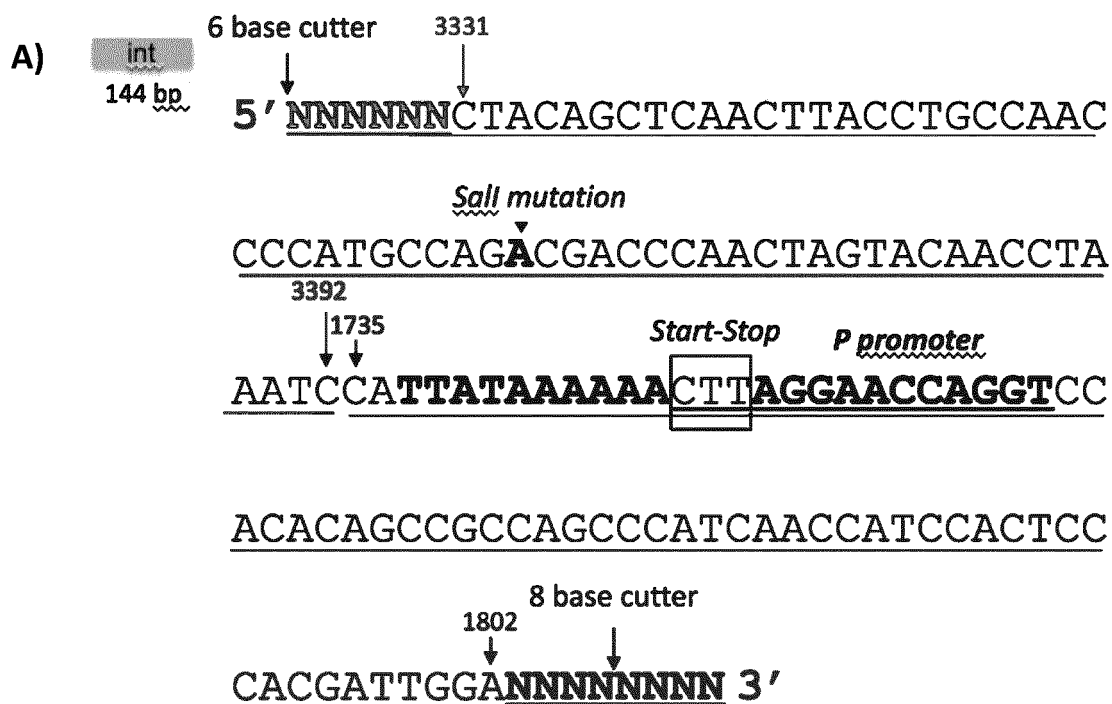 A)
int
144 bp
6 base cutter
3331
5' NNNNNNCTACAGCTCAACTTACCTGCCAAC
SalI mutation
CCCATGCCAGACGACCCAACTAGTACAACCTA
3392
1735
Start-Stop
P promoter
AATCCATTATAAAAAACTTAGGAACCAGGTCC
ACACAGCCGCCAGCCCATCAACCATCCACTCC
8 base cutter
1802
CACGATTGGANNNNNNNN 3'